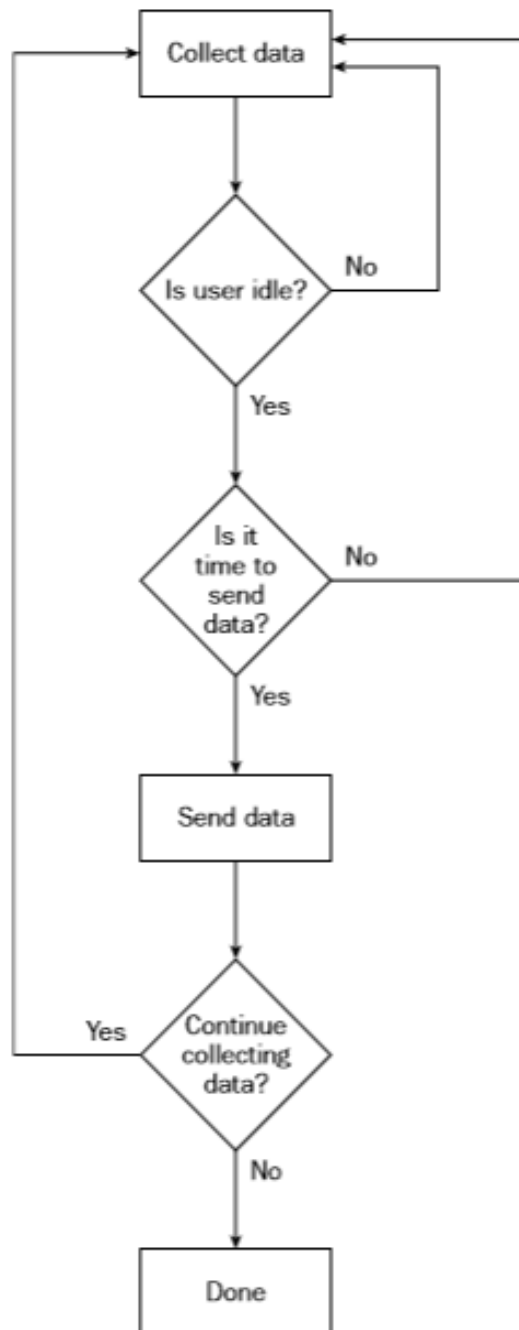 Collect data
Is user idle?
No
Yes
Is it
time to
send
data?
No
Yes
Send data
Continue
collecting
data?
Yes
No
Done